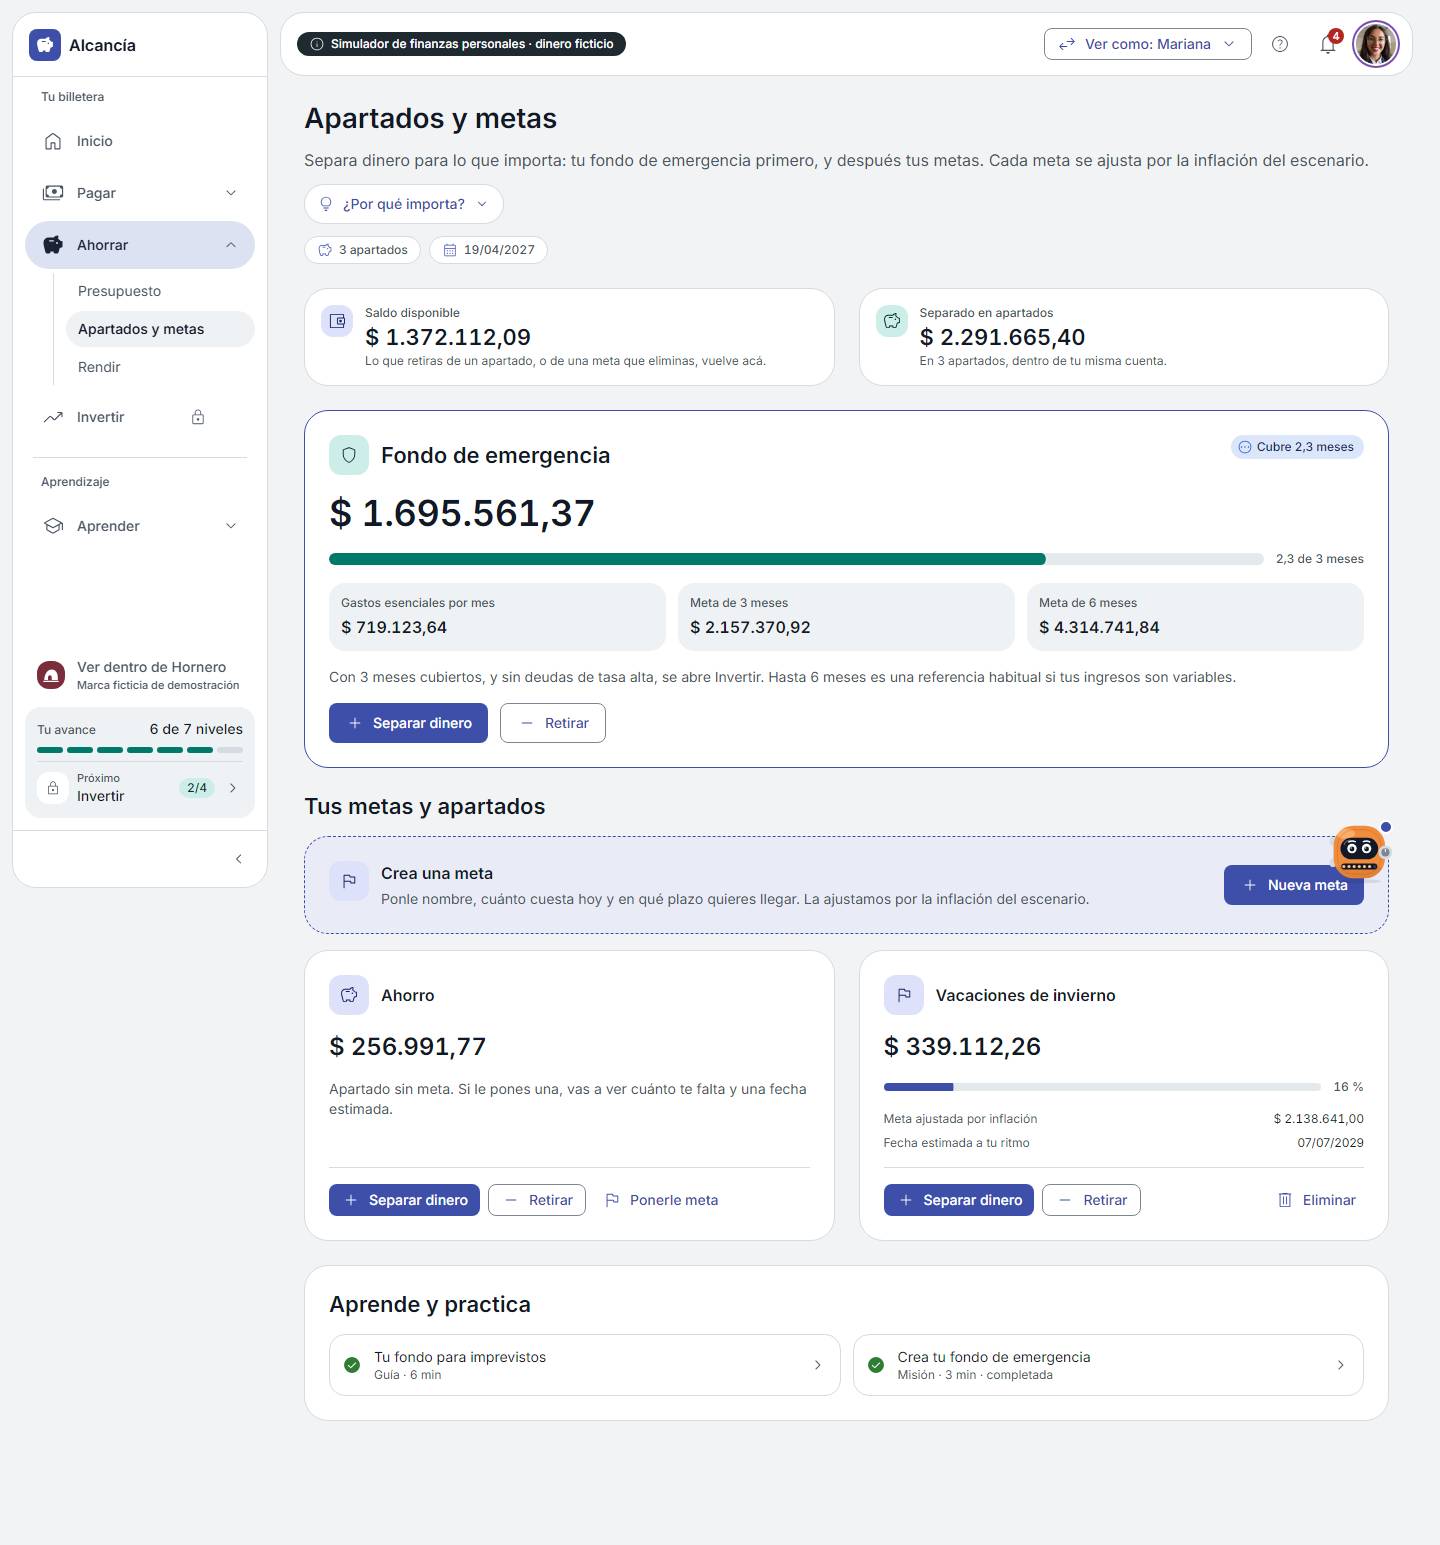 Alcancía
Tu billetera
Inicio
Pagar
Ahorrar
Presupuesto
Apartados y metas
Rendir
Invertir
Aprendizaje
Aprender
Ver dentro de Hornero
Marca ficticia de demostración
Tu avance
6 de 7 niveles
Próximo
Invertir
2/4
Simulador de finanzas personales · dinero ficticio
Ver como: Mariana
4
Apartados y metas
Separa dinero para lo que importa: tu fondo de emergencia primero, y después tus metas. Cada meta se ajusta por la inflación del escenario.
¿Por qué importa?
3 apartados
19/04/2027
Saldo disponible
$ 1.372.112,09
Lo que retiras de un apartado, o de una meta que eliminas, vuelve acá.
Separado en apartados
$ 2.291.665,40
En 3 apartados, dentro de tu misma cuenta.
Fondo de emergencia
Cubre 2,3 meses
$ 1.695.561,37
2,3 de 3 meses
Gastos esenciales por mes
$ 719.123,64
Meta de 3 meses
$ 2.157.370,92
Meta de 6 meses
$ 4.314.741,84
Con 3 meses cubiertos, y sin deudas de tasa alta, se abre Invertir. Hasta 6 meses es una referencia habitual si tus ingresos son variables.
Separar dinero
Retirar
Tus metas y apartados
Crea una meta
Ponle nombre, cuánto cuesta hoy y en qué plazo quieres llegar. La ajustamos por la inflación del escenario.
Nueva meta
Ahorro
$ 256.991,77
Apartado sin meta. Si le pones una, vas a ver cuánto te falta y una fecha
estimada.
Separar dinero
Retirar
Ponerle meta
Vacaciones de invierno
$ 339.112,26
16 %
Meta ajustada por inflación
$ 2.138.641,00
Fecha estimada a tu ritmo
07/07/2029
Separar dinero
Retirar
Eliminar
Aprende y practica
Tu fondo para imprevistos
Guía · 6 min
Crea tu fondo de emergencia
Misión · 3 min · completada